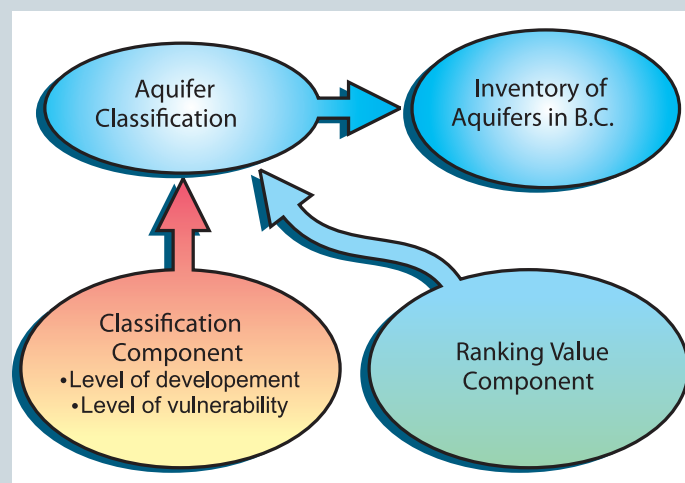 Aquifer
Classification
Inventory of
Aquifers in B.C.
Classification
Component
•Level of developement
•Level of vulnerability
Ranking Value
Component